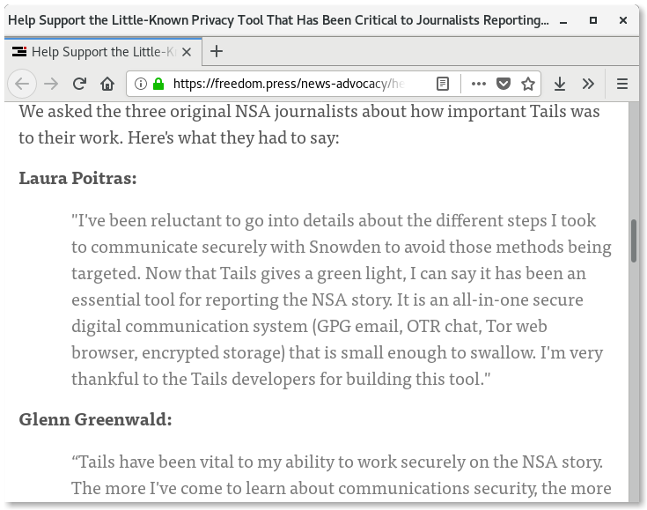 Help Support the Little-Known Privacy Tool That Has Been Critical to Journalists Reporting...
Help Support the Little-K
https://freedom.press/news-advocacy/he
We asked the three original NSA journalists about how important Tails was
to their work. Here's what they had to say:
Laura Poitras:
"I've been reluctant to go into details about the different steps I took
to communicate securely with Snowden to avoid those methods being
targeted. Now that Tails gives a green light, I can say it has been an
essential tool for reporting the NSA story. It is an all-in-one secure
digital communication system (GPG email, OTR chat, Tor web
browser, encrypted storage) that is small enough to swallow. I'm very
thankful to the Tails developers for building this tool."
Glenn Greenwald:
“Tails have been vital to my ability to work securely on the NSA story.
The more I've come to learn about communications security, the more